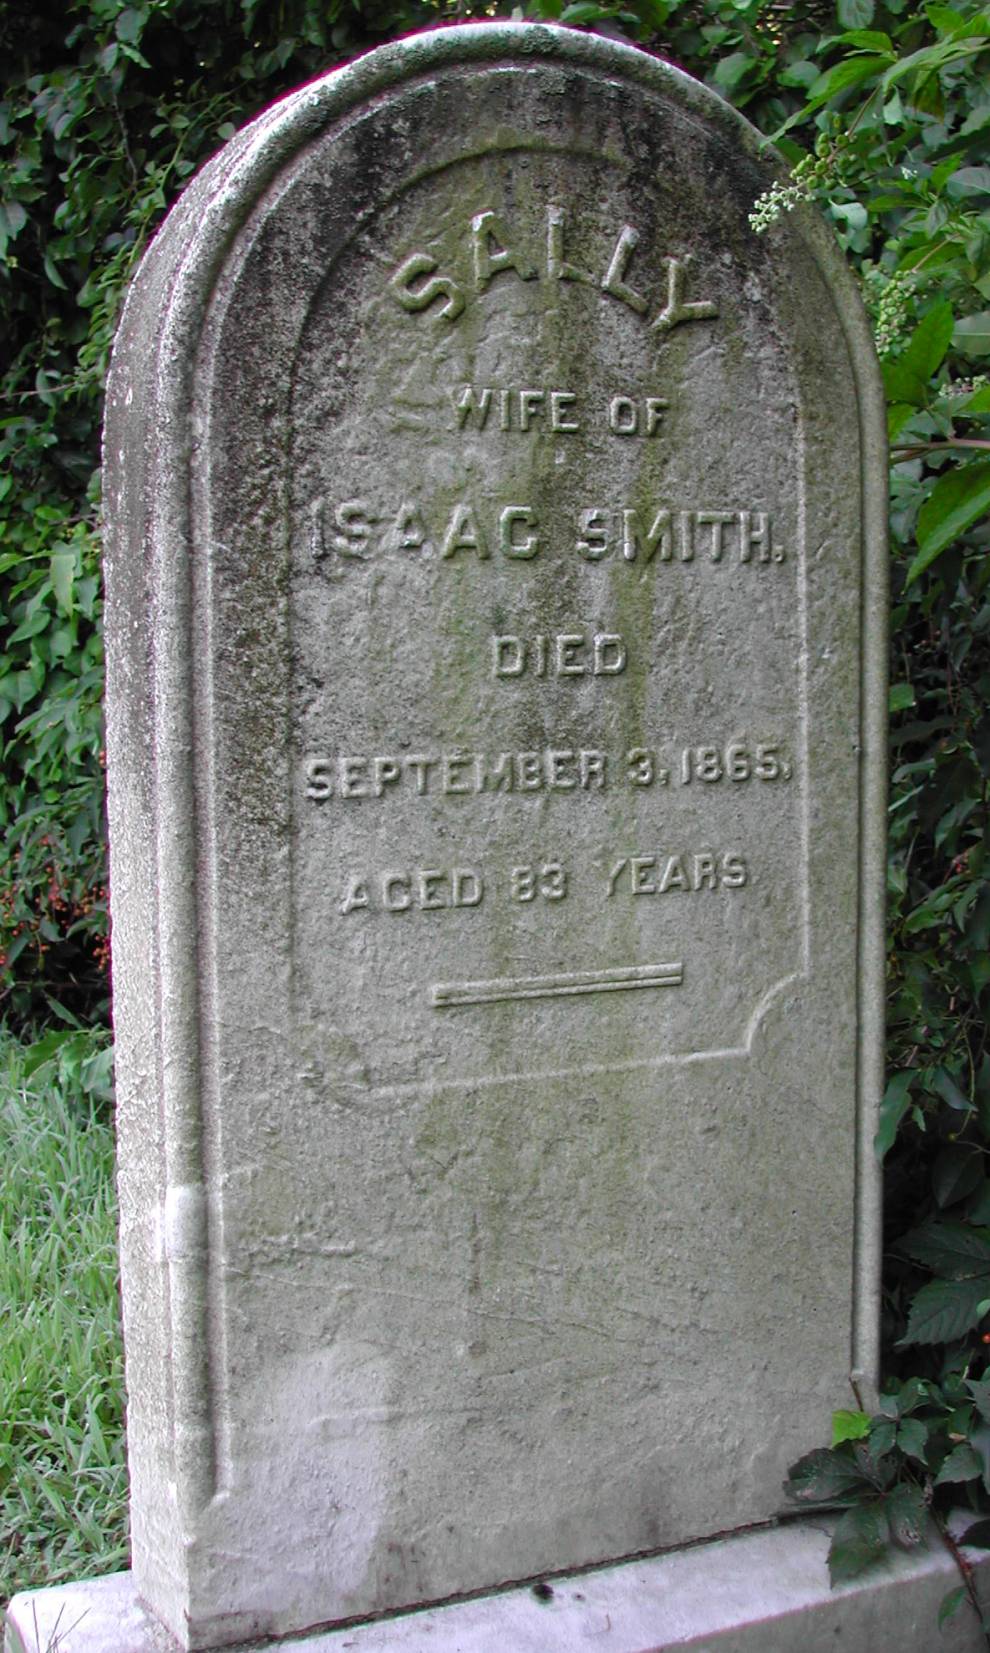 SALLY
WIFE OF
ISAAC SMITH,
DIED
SEPTEMBER 3, 1865,
AGED 83 YEARS.